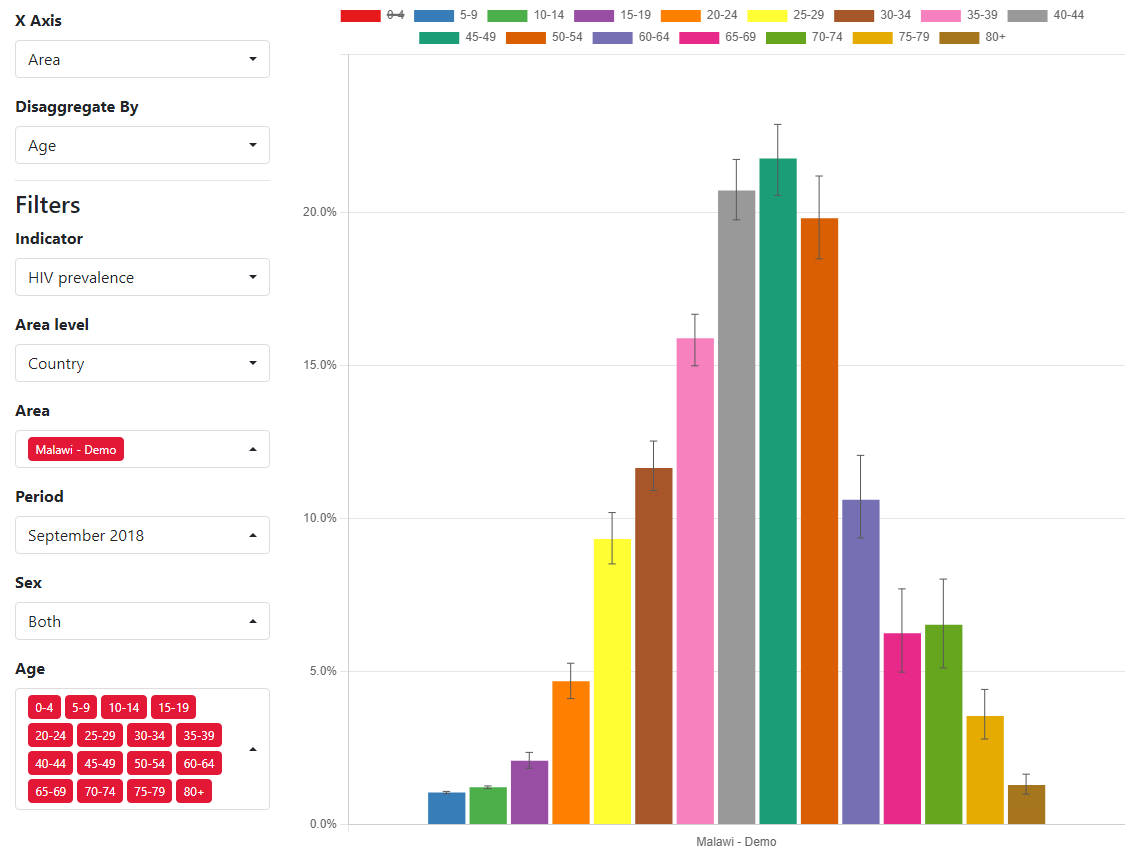 X Axis
Area
Disaggregate By
Age
Filters
Indicator
HIV prevalence
Area level
Country
Area
Malawi - Demo
Period
September 2018
Sex
Both
Age
0-4 5-9 10-14 15-19
20-24 25-29 30-34 35-39
40-44 45-49 50-54 60-64
65-69 70-74 75-79 80+
0-4 5-9 10-14 15-19 20-24 25-29 30-34 35-39 40-44
45-49 50-54 60-64 65-69 70-74 75-79 80+
20.0%
15.0%
10.0%
5.0%
0.0%
Malawi - Demo